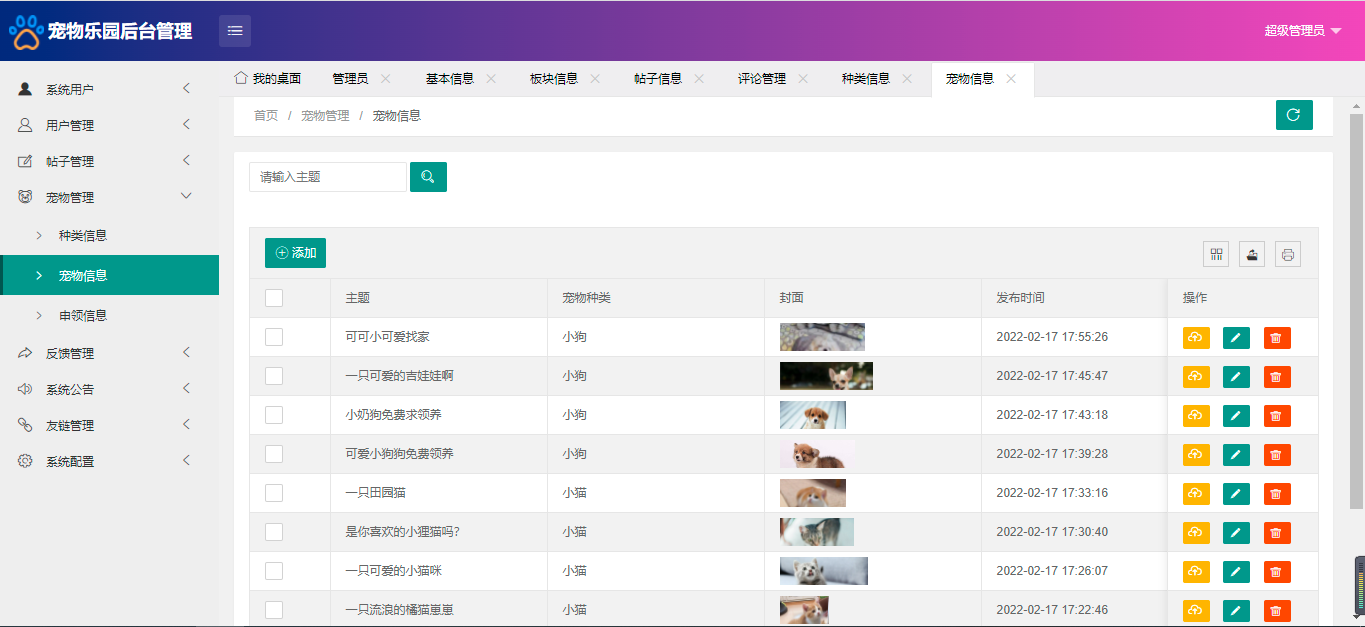 宠物乐园后台管理
超级管理员
系统用户
用户管理
帖子管理
宠物管理
种类信息
宠物信息
申领信息
反馈管理
系统公告
友链管理
系统配置
我的桌面 管理员 基本信息 板块信息 帖子信息 评论管理 种类信息 宠物信息
首页 / 宠物管理 / 宠物信息
请输入主题
添加
主题 宠物种类 封面 发布时间 操作
可可小可爱找家 小狗 2022-02-17 17:55:26
一只可爱的吉娃娃啊 小狗 2022-02-17 17:45:47
小奶狗免费求领养 小狗 2022-02-17 17:43:18
可爱小狗狗免费领养 小狗 2022-02-17 17:39:28
一只田园猫 小猫 2022-02-17 17:33:16
是你喜欢的小狸猫吗? 小猫 2022-02-17 17:30:40
一只可爱的小猫咪 小猫 2022-02-17 17:26:07
一只流浪的橘猫崽崽 小猫 2022-02-17 17:22:46